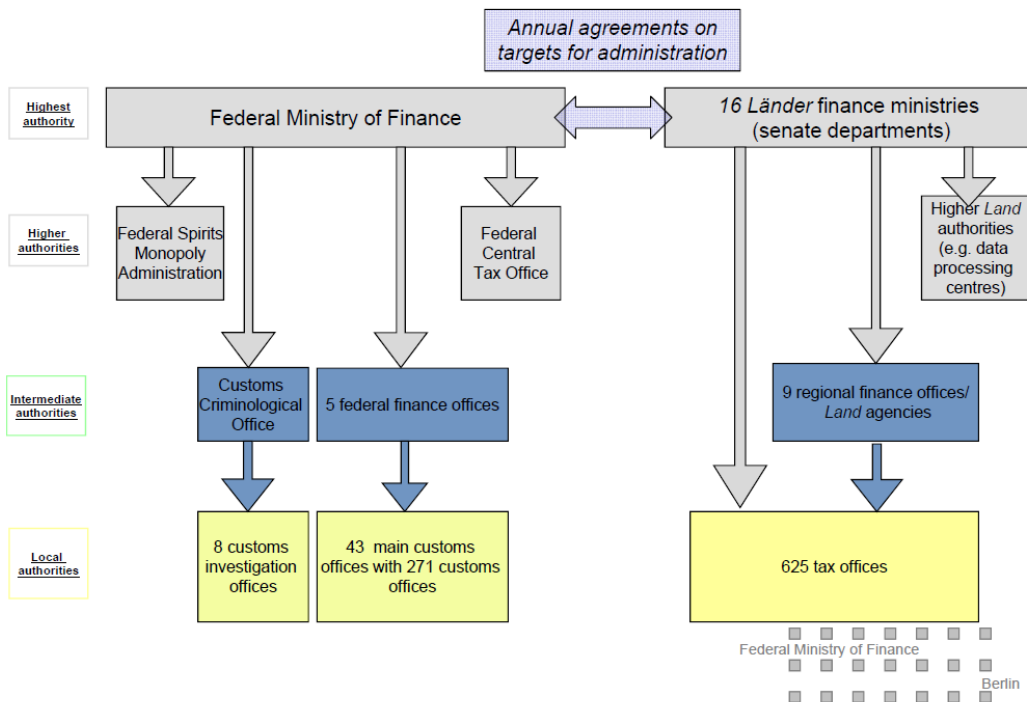 Annual agreements on
targets for administration
Highest
authority
Federal Ministry of Finance
16 Länder finance ministries
(senate departments)
Higher
authorities
Federal Spirits
Monopoly
Administration
Federal
Central
Tax Office
Higher Land
authorities
(e.g. data
processing
centres)
Intermediate
authorities
Customs
Criminological
Office
5 federal finance offices
9 regional finance offices/
Land agencies
Local
authorities
8 customs
investigation
offices
43 main customs
offices with 271 customs
offices
625 tax offices
Federal Ministry of Finance
Berlin